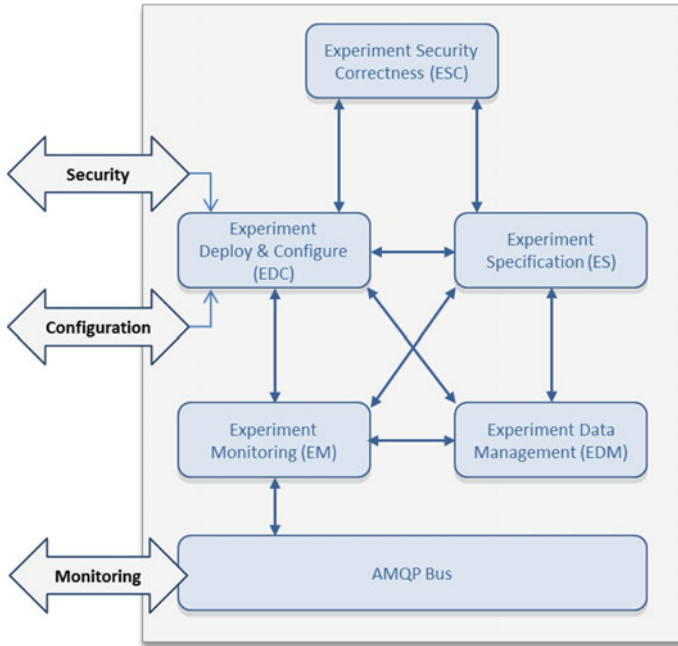 Experiment Security
Correctness (ESC)
Security
Experiment
Deploy & Configure
(EDC)
Experiment
Specification (ES)
Configuration
Experiment
Monitoring (EM)
Experiment Data
Management (EDM)
Monitoring
AMQP Bus